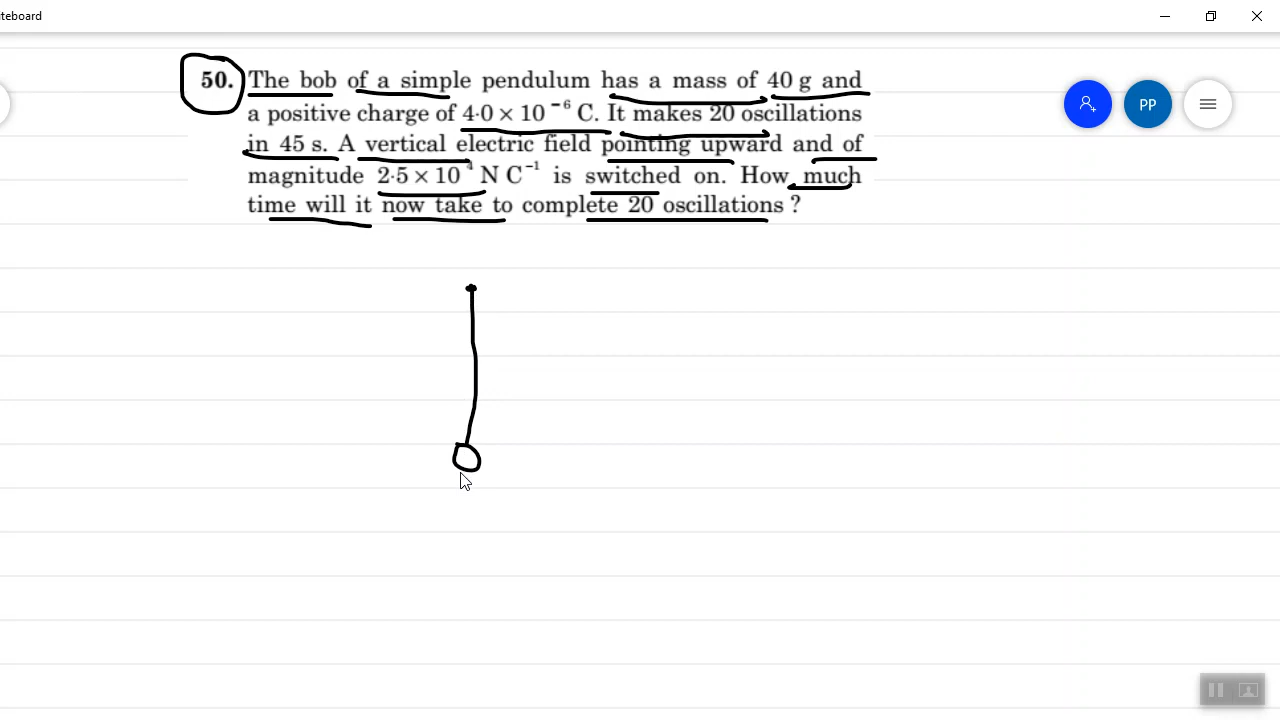 teboard
50. The bob of a simple pendulum has a mass of 40 g and
a positive charge of 4·0 × 10⁻⁶ C. It makes 20 oscillations
in 45 s. A vertical electric field pointing upward and of
magnitude 2·5 × 10⁴ N C⁻¹ is switched on. How much
time will it now take to complete 20 oscillations ?
PP